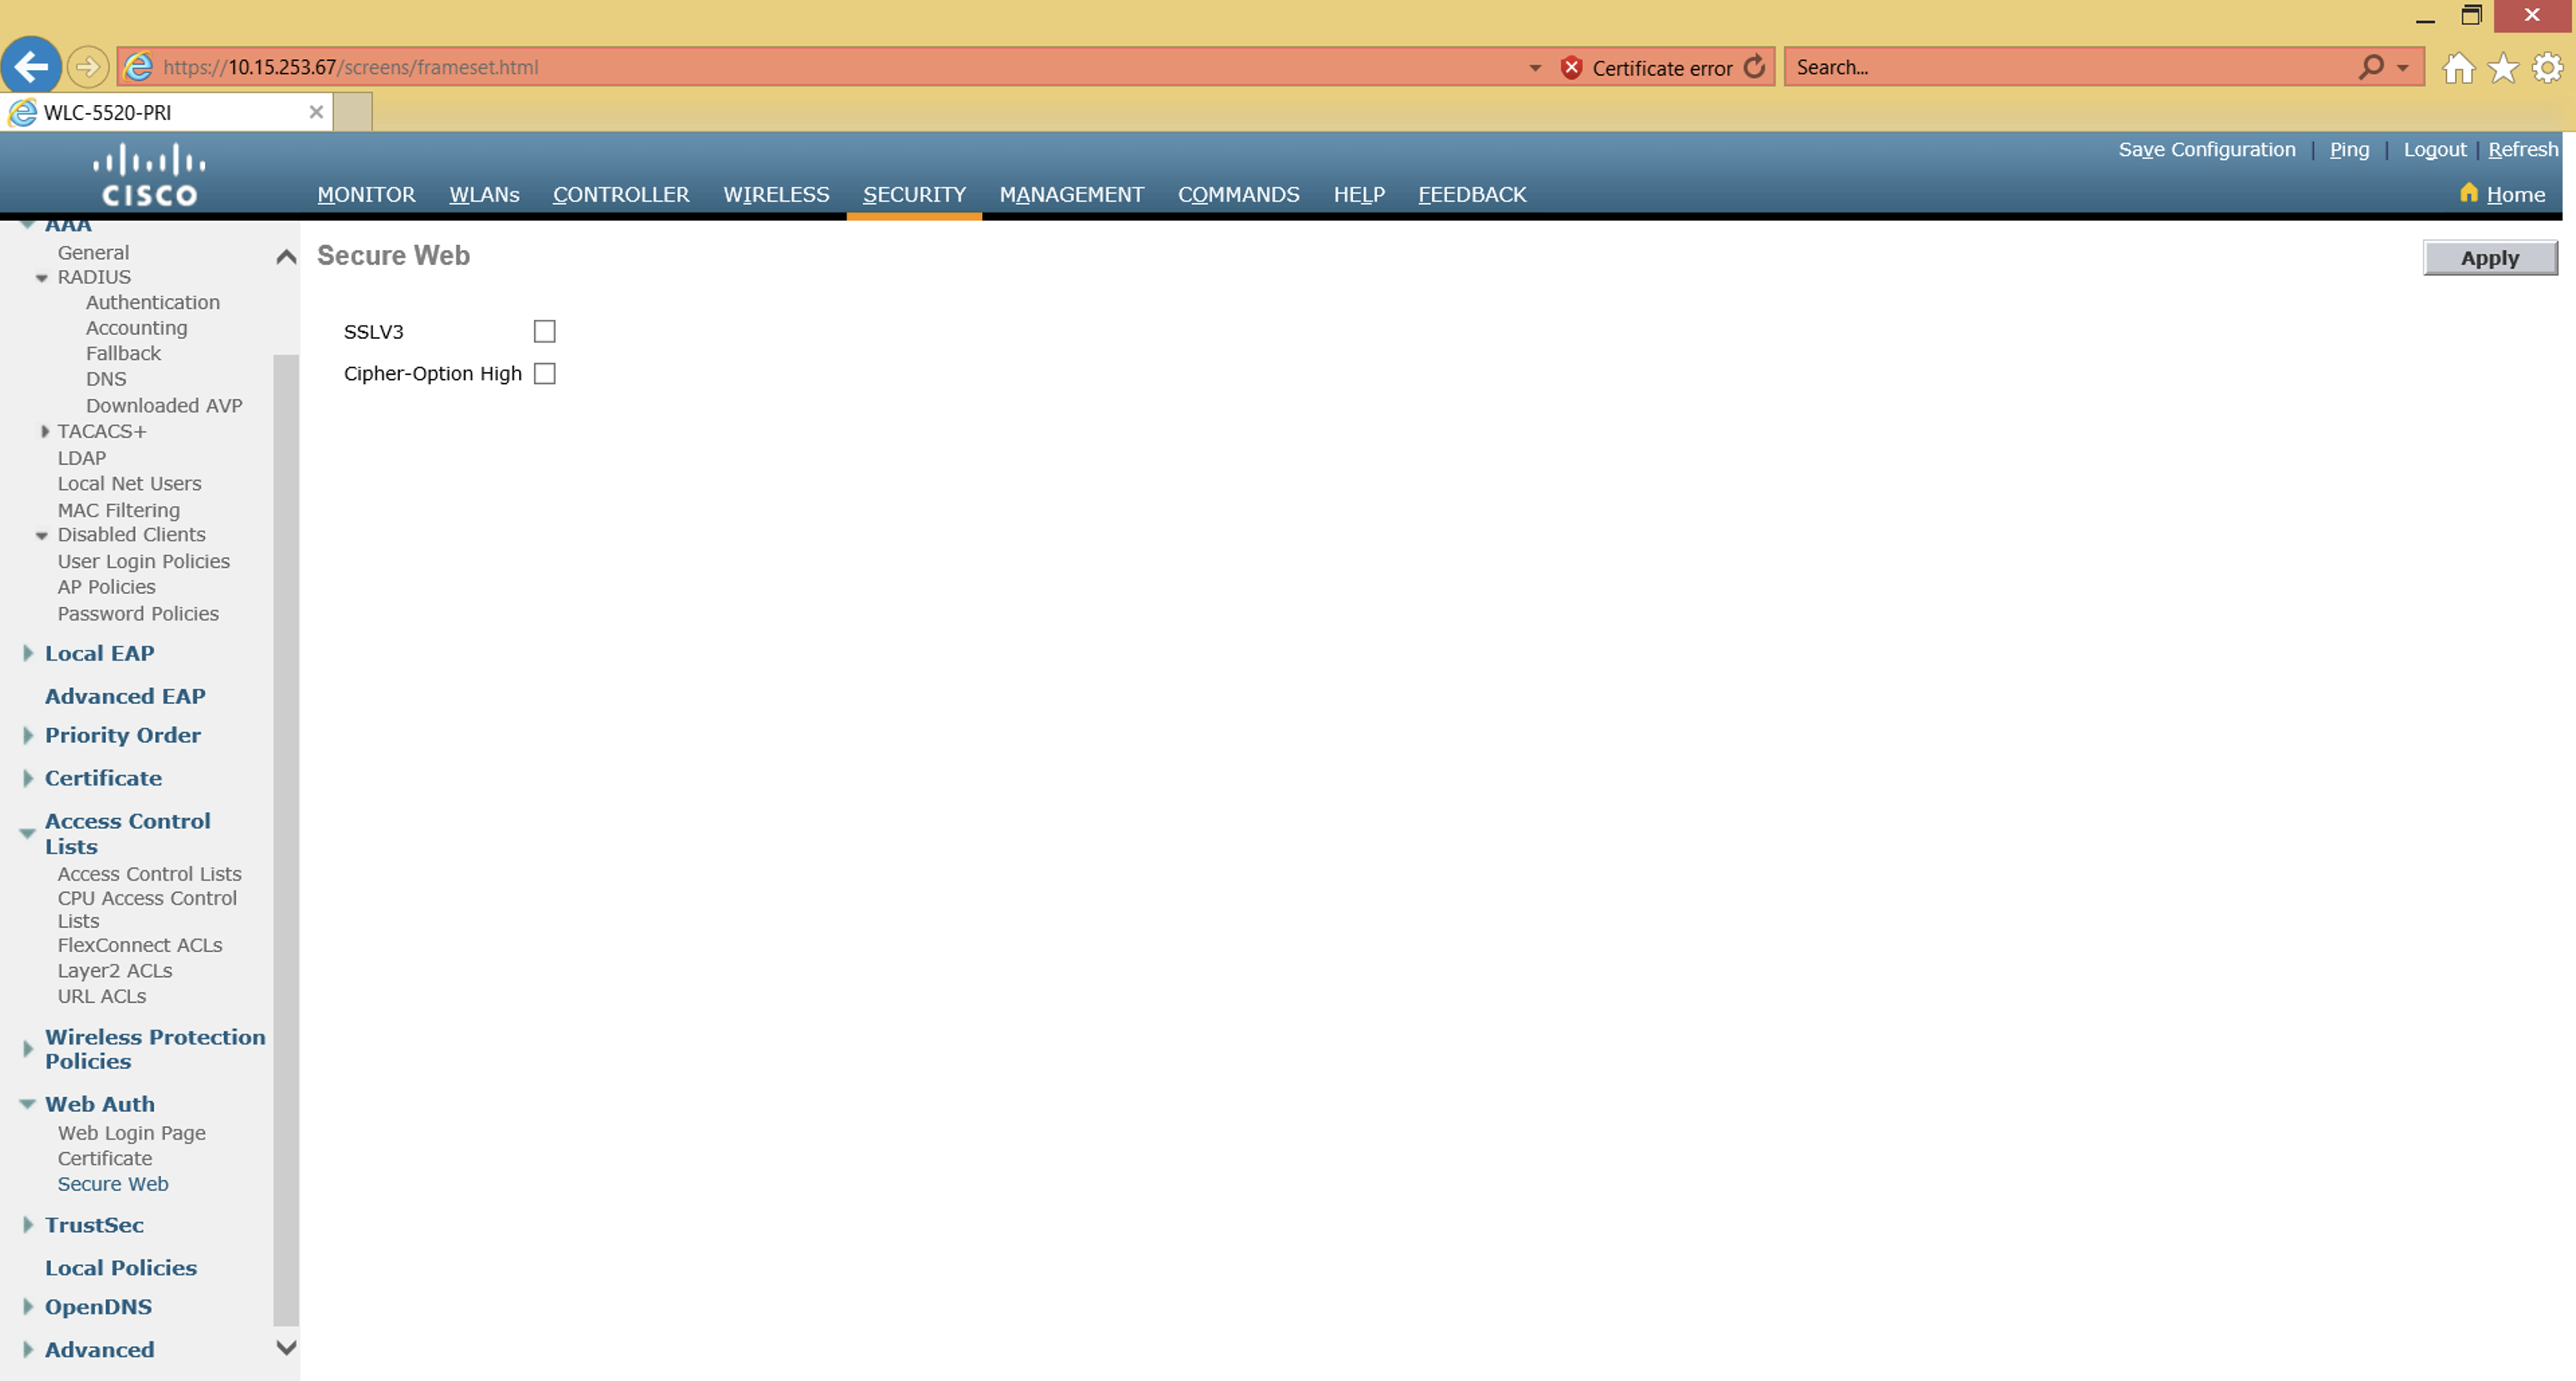 https://10.15.253.67/screens/frameset.html
Certificate error
Search...
WLC-5520-PRI
Save Configuration | Ping | Logout | Refresh
CISCO
MONITOR WLANs CONTROLLER WIRELESS SECURITY MANAGEMENT COMMANDS HELP FEEDBACK
Home
AAA
General
RADIUS
Authentication
Accounting
Fallback
DNS
Downloaded AVP
TACACS+
LDAP
Local Net Users
MAC Filtering
Disabled Clients
User Login Policies
AP Policies
Password Policies
Local EAP
Advanced EAP
Priority Order
Certificate
Access Control
Lists
Access Control Lists
CPU Access Control
Lists
FlexConnect ACLs
Layer2 ACLs
URL ACLs
Wireless Protection
Policies
Web Auth
Web Login Page
Certificate
Secure Web
TrustSec
Local Policies
OpenDNS
Advanced
Secure Web
Apply
SSLV3
Cipher-Option High